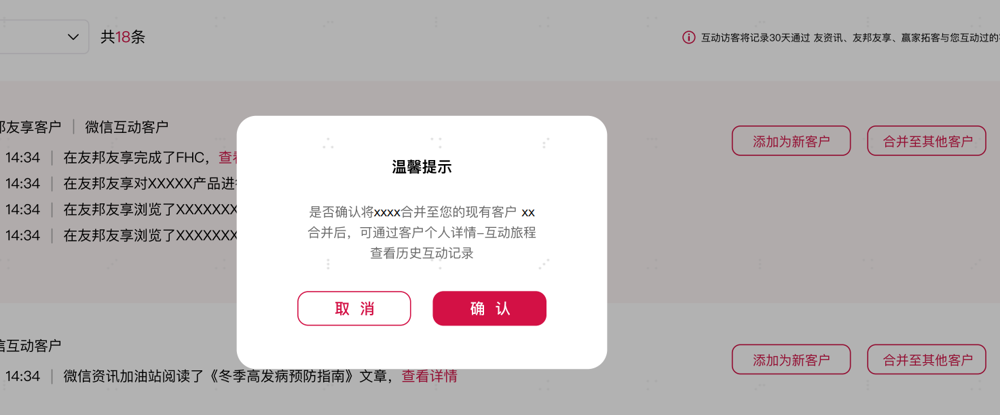 共18条
互动访客将记录30天通过 友资讯、友邦友享、赢家拓客与您互动过的
邦友享客户 | 微信互动客户
添加为新客户
合并至其他客户
14:34 | 在友邦友享完成了FHC，查看
14:34 | 在友邦友享对XXXXX产品进
14:34 | 在友邦友享浏览了XXXXXXX
14:34 | 在友邦友享浏览了XXXXXXX
温馨提示
是否确认将xxxx合并至您的现有客户 xx
合并后，可通过客户个人详情-互动旅程
查看历史互动记录
取 消
确 认
信互动客户
添加为新客户
合并至其他客户
14:34 | 微信资讯加油站阅读了《冬季高发病预防指南》文章，查看详情